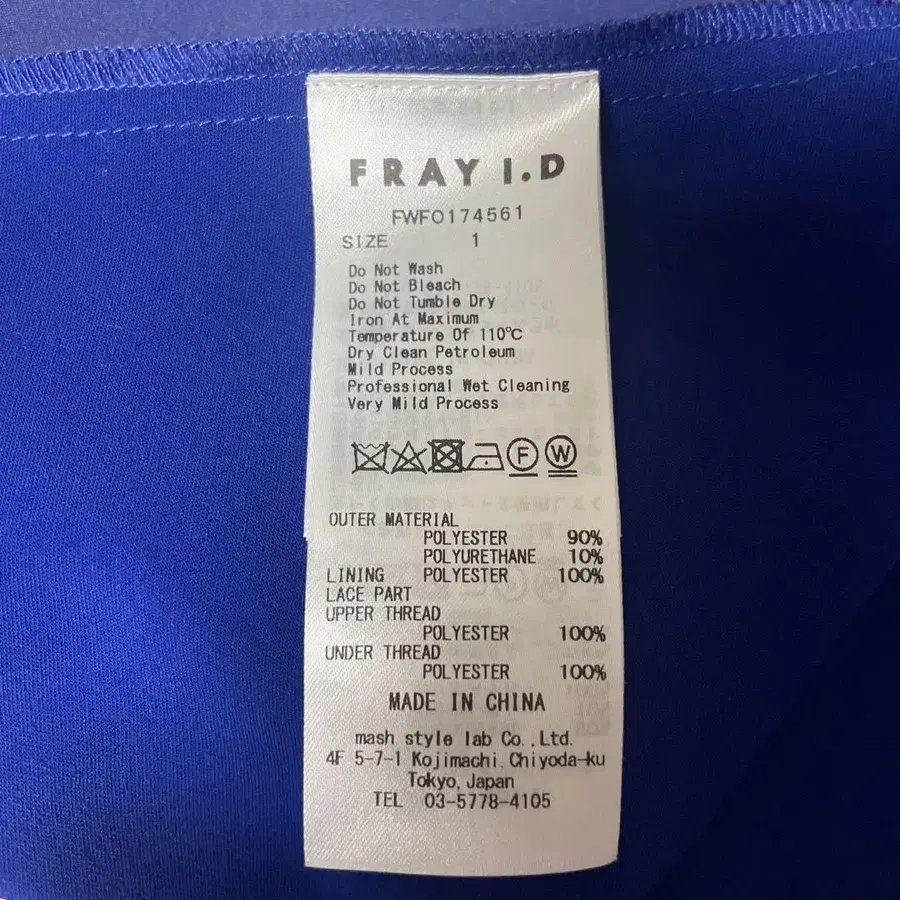 FRAY I.D
FWFO174561
SIZE 1
Do Not Wash
Do Not Bleach
Do Not Tumble Dry
Iron At Maximum
Temperature Of 110℃
Dry Clean Petroleum
Mild Process
Professional Wet Cleaning
Very Mild Process
F W
OUTER MATERIAL
POLYESTER 90%
POLYURETHANE 10%
LINING POLYESTER 100%
LACE PART
UPPER THREAD
POLYESTER 100%
UNDER THREAD
POLYESTER 100%
MADE IN CHINA
mash style lab Co.,Ltd.
4F 5-7-1 Kojimachi.Chiyoda-ku
Tokyo,Japan
TEL 03-5778-4105